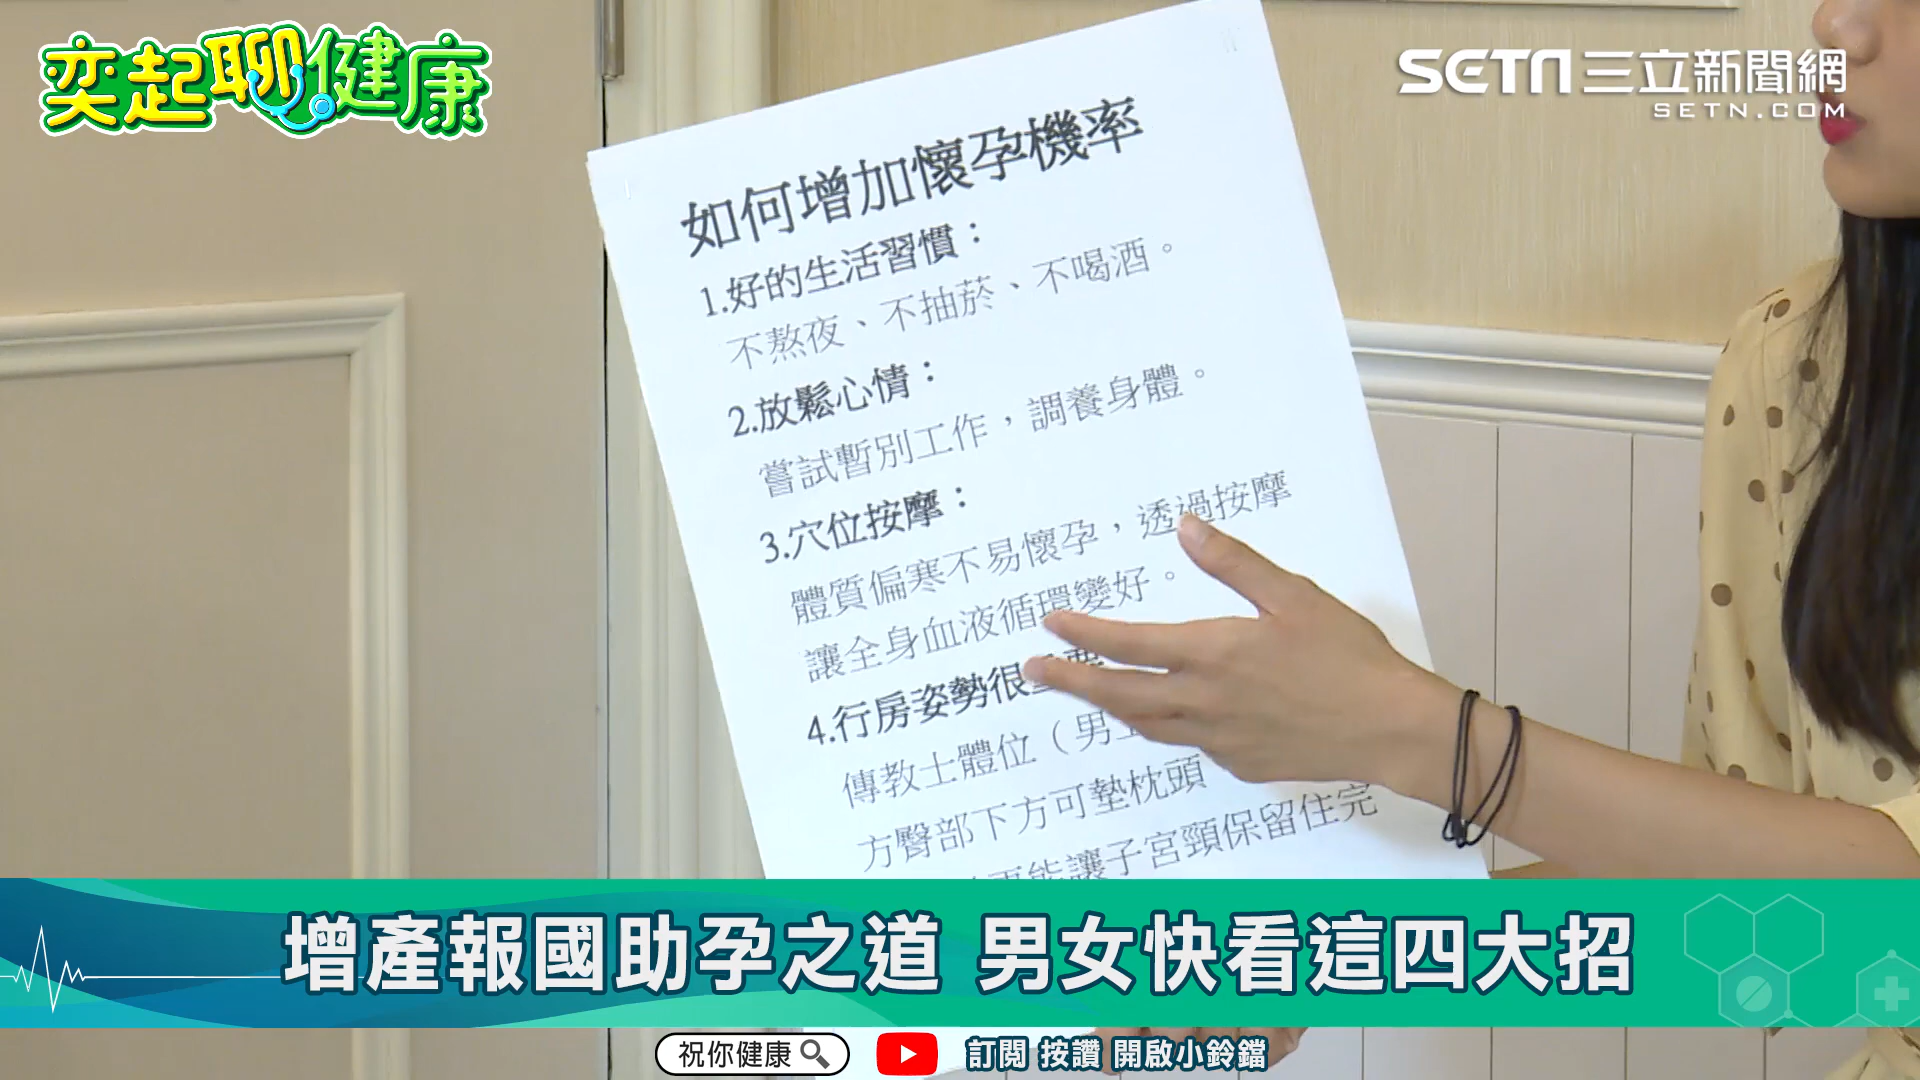 奕起聊健康
SETN三立新聞網
SETN.COM
如何增加懷孕機率
1.好的生活習慣：
不熬夜、不抽菸、不喝酒。
2.放鬆心情：
嘗試暫別工作，調養身體。
3.穴位按摩：
體質偏寒不易懷孕，透過按摩
讓全身血液循環變好。
4.行房姿勢很重要
傳教士體位（男上
方臀部下方可墊枕頭
更能讓子宮頸保留住完
增產報國助孕之道 男女快看這四大招
祝你健康
訂閱 按讚 開啟小鈴鐺